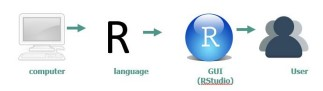 R
R
computer
language
GUI
(RStudio)
User